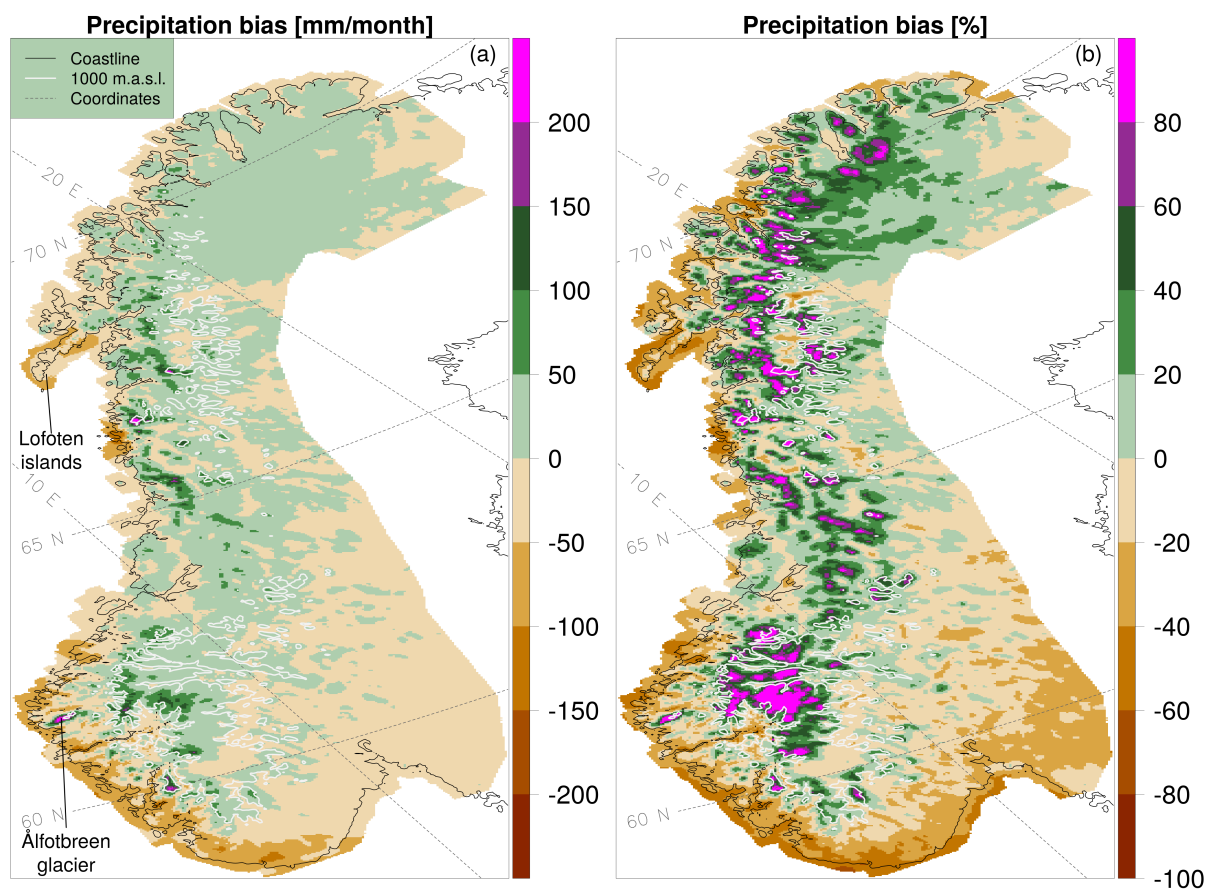 Precipitation bias [mm/month]
(a)
Coastline
1000 m.a.s.l.
Coordinates
200
150
100
50
0
-50
-100
-150
-200
20 E
70 N
Lofoten
islands
10 E
65 N
60 N
Ålfotbreen
glacier
Precipitation bias [%]
(b)
80
60
40
20
0
-20
-40
-60
-80
-100
20 E
70 N
10 E
65 N
60 N